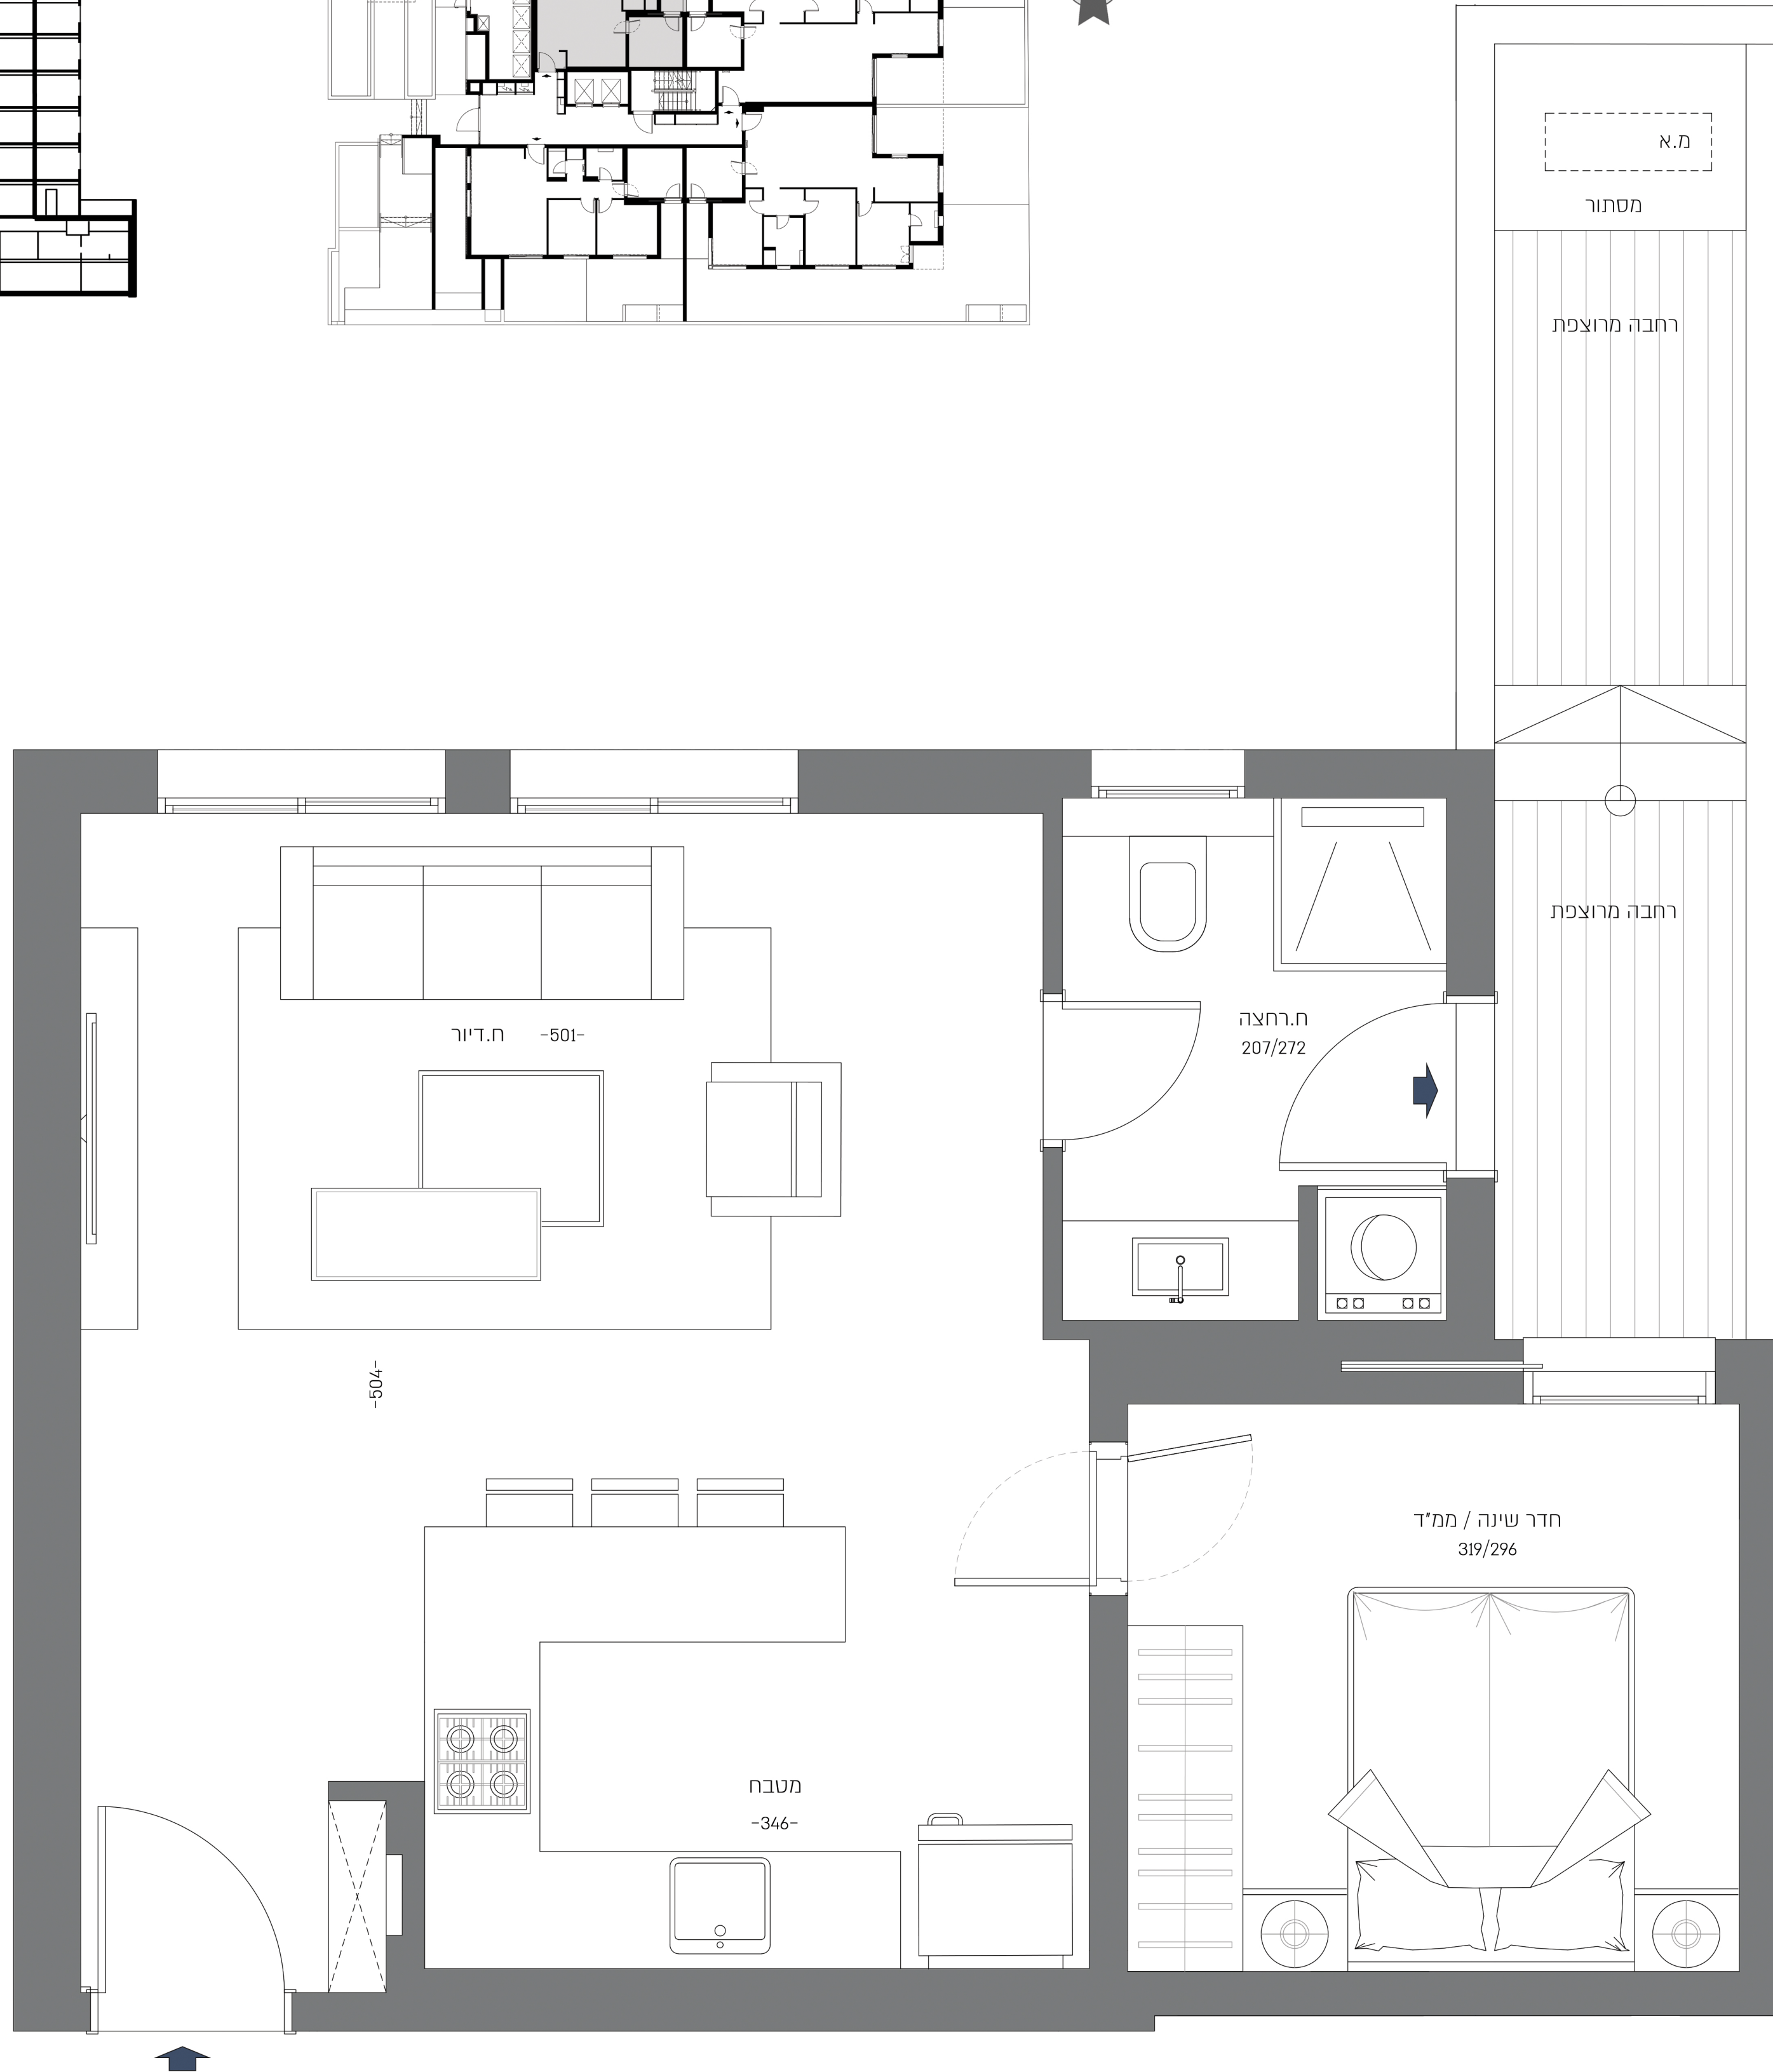 מ.א
מסתור
רחבה מרוצפת
רחבה מרוצפת
ח.רחצה
207/272
ח.דיור -501-
-504-
חדר שינה / ממ"ד
319/296
מטבח
-346-